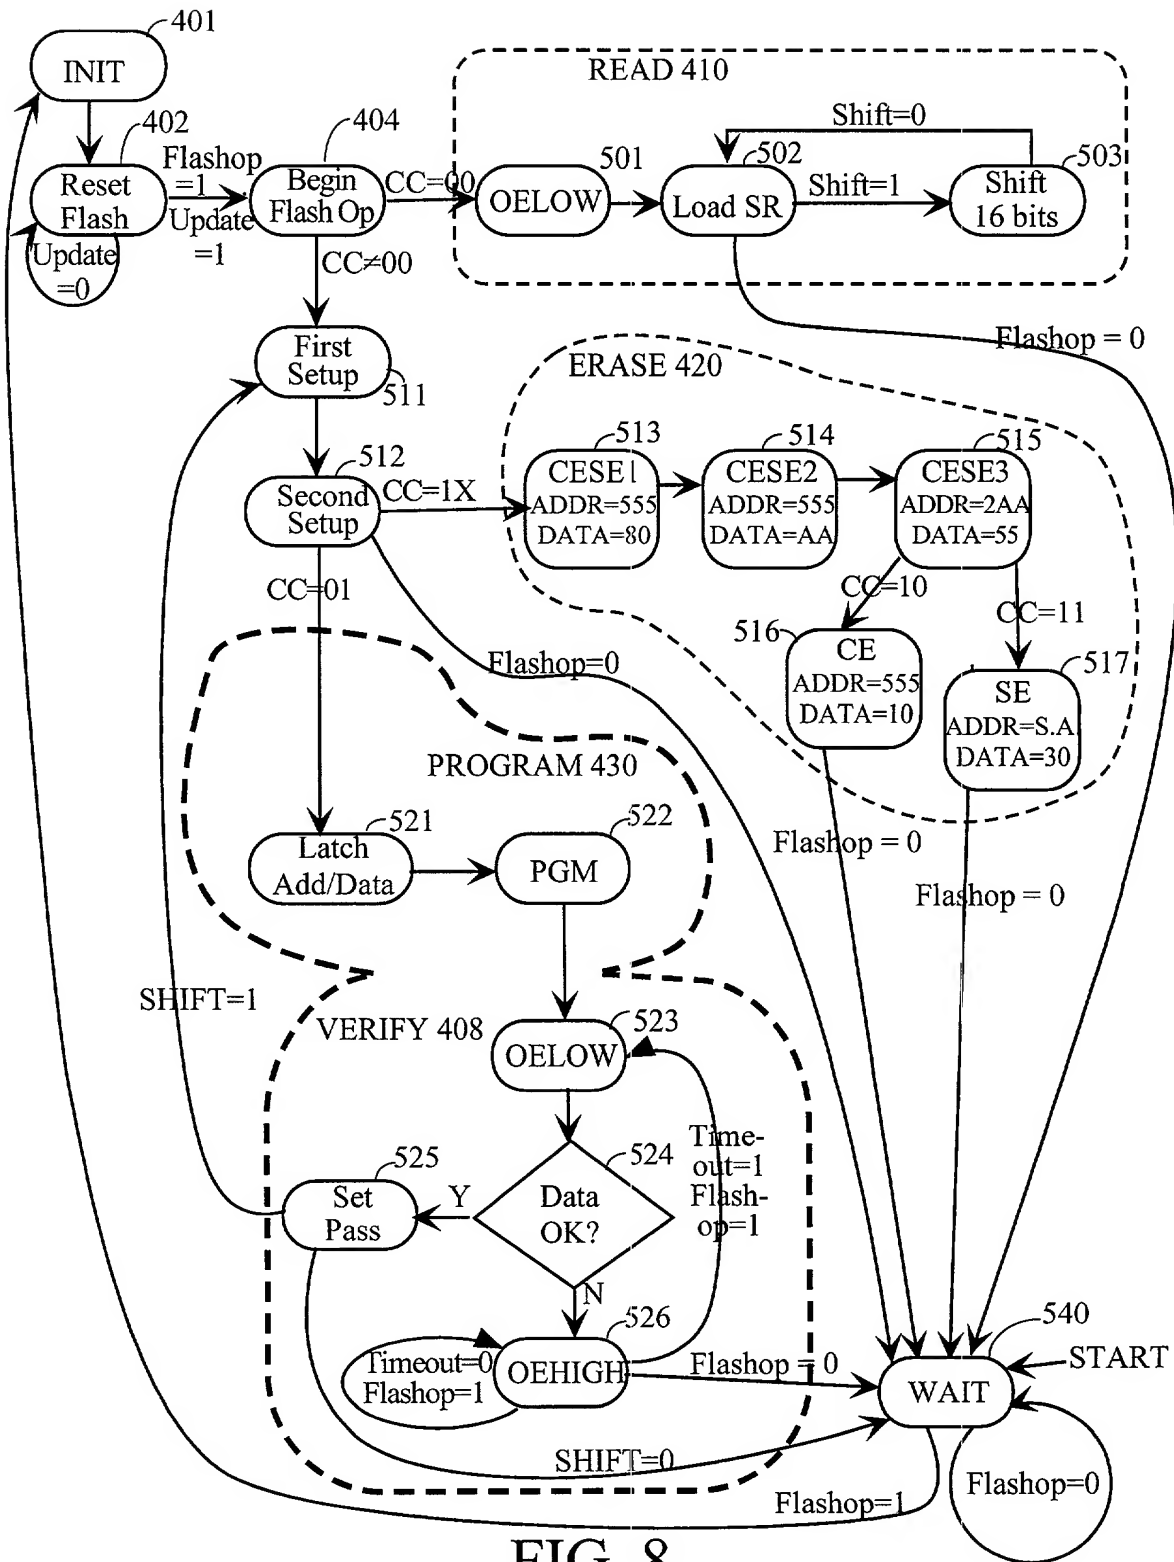 401
INIT
READ 410
402
Reset
Flash
Update
=0
Flashop
=1
Update
=1
404
Begin
Flash Op
CC=00
501
OELOW
502
Load SR
Shift=0
Shift=1
503
Shift
16 bits
CC≠00
Flashop = 0
First
Setup
511
ERASE 420
512
Second
Setup
CC=1X
513
CESE1
ADDR=555
DATA=80
514
CESE2
ADDR=555
DATA=AA
515
CESE3
ADDR=2AA
DATA=55
CC=10
CC=11
516
CE
ADDR=555
DATA=10
517
SE
ADDR=S.A.
DATA=30
CC=01
Flashop=0
PROGRAM 430
521
Latch
Add/Data
522
PGM
Flashop = 0
Flashop = 0
SHIFT=1
VERIFY 408
523
OELOW
524
Data
OK?
Time-
out=1
Flash-
op=1
525
Set
Pass
Y
N
526
OEHIGH
Timeout=0
Flashop=1
Flashop = 0
540
WAIT
START
SHIFT=0
Flashop=1
Flashop=0
FIG. 8